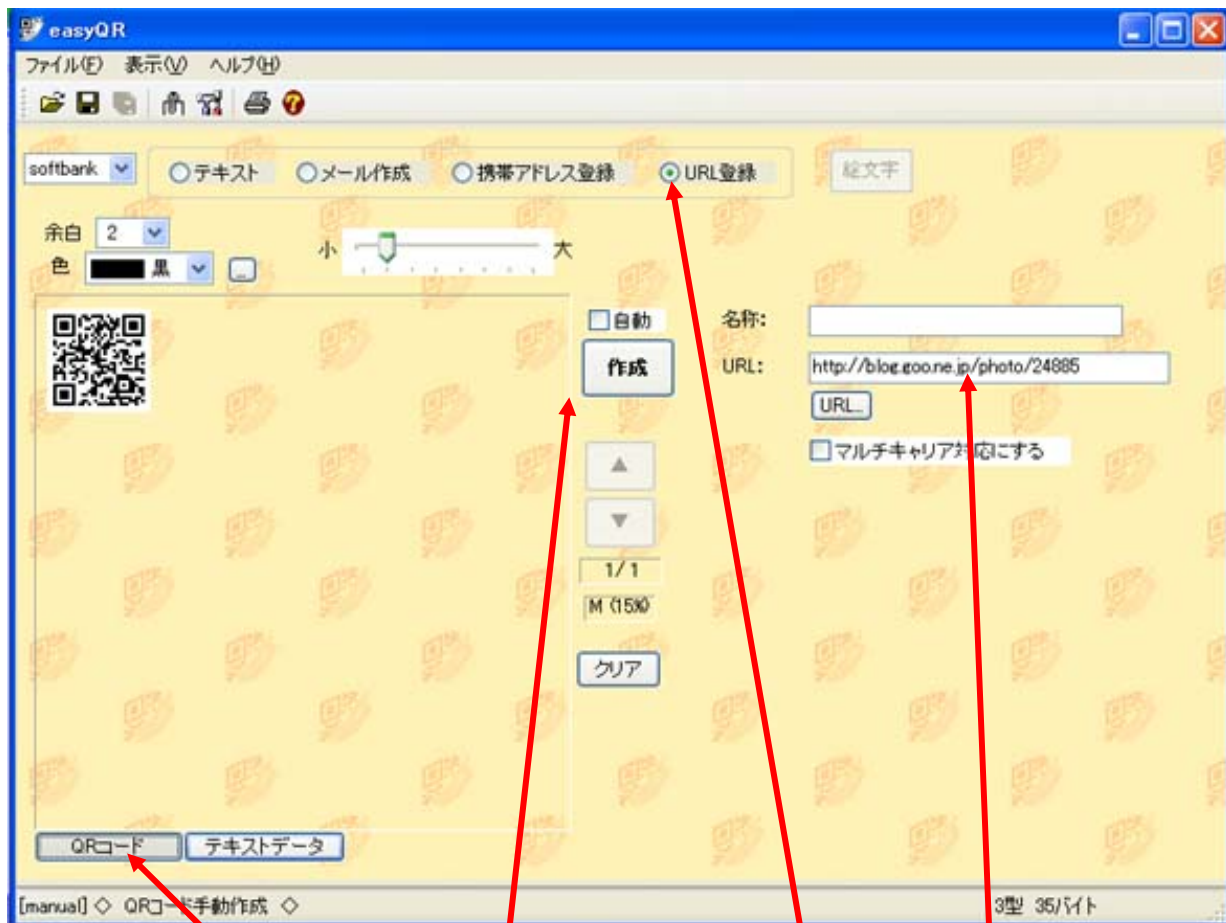 easyQR
ファイル(F) 表示(V) ヘルプ(H)
softbank テキスト メール作成 携帯アドレス登録 URL登録 絵文字
余白 2
小 大
色 黒 ...
自動 名称:
作成 URL: http://blog.goo.ne.jp/photo/24885
URL...
マルチキャリア対応にする
▲
▼
1/1
M (15%)
クリア
QRコード テキストデータ
[manual] ◇ QRコード手動作成 ◇ 3型 35バイト